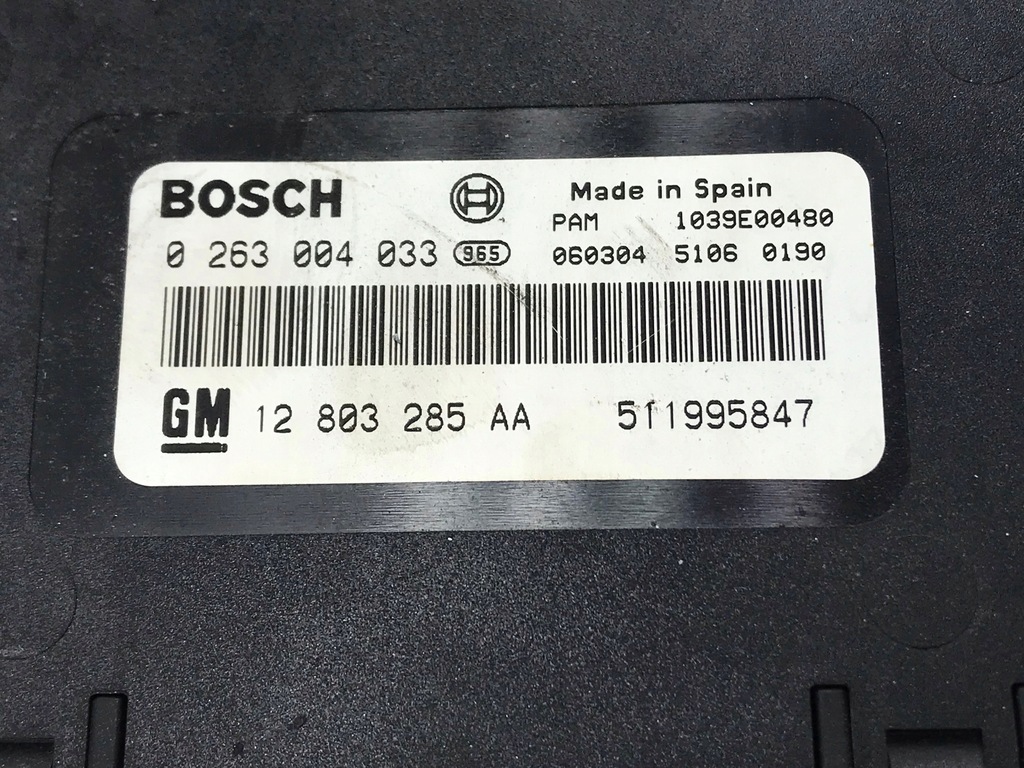 BOSCH
Made in Spain
PAM 1039E00480
0 263 004 033 965 060304 5106 0190
GM 12 803 285 AA 511995847